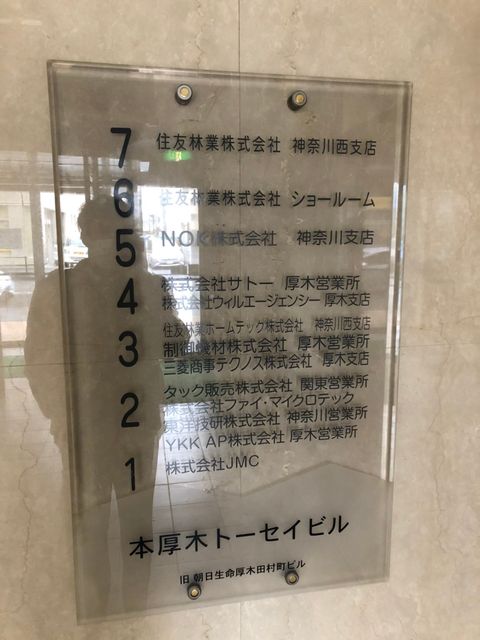 7 住友林業株式会社 神奈川西支店
6 住友林業株式会社 ショールーム
5 NOK株式会社 神奈川支店
株式会社サトー 厚木営業所
4 株式会社ウィルエージェンシー 厚木支店
住友林業ホームテック株式会社 神奈川西支店
3 制御機材株式会社 厚木営業所
三菱商事テクノス株式会社 厚木支店
タック販売株式会社 関東営業所
2 株式会社ファイ・マイクロテック
東洋技研株式会社 神奈川営業所
YKK AP株式会社 厚木営業所
1 株式会社JMC
本厚木トーセイビル
旧 朝日生命厚木田村町ビル